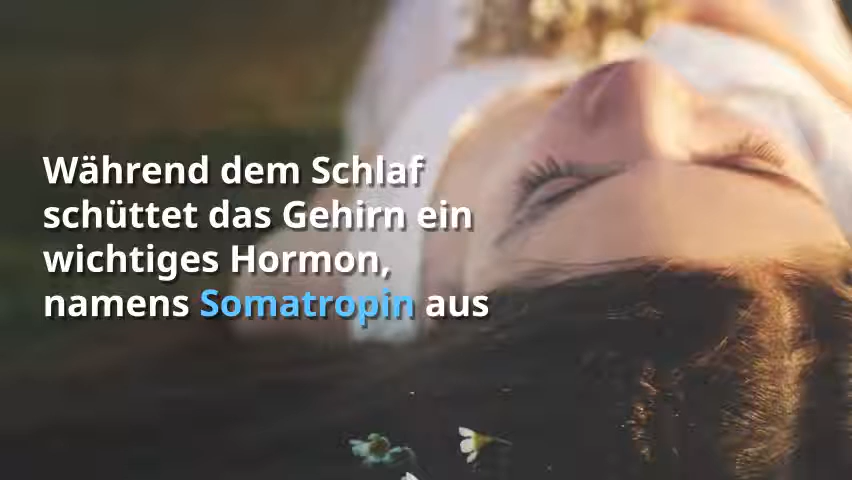 Während dem Schlaf
schüttet das Gehirn ein
wichtiges Hormon,
namens Somatropin aus